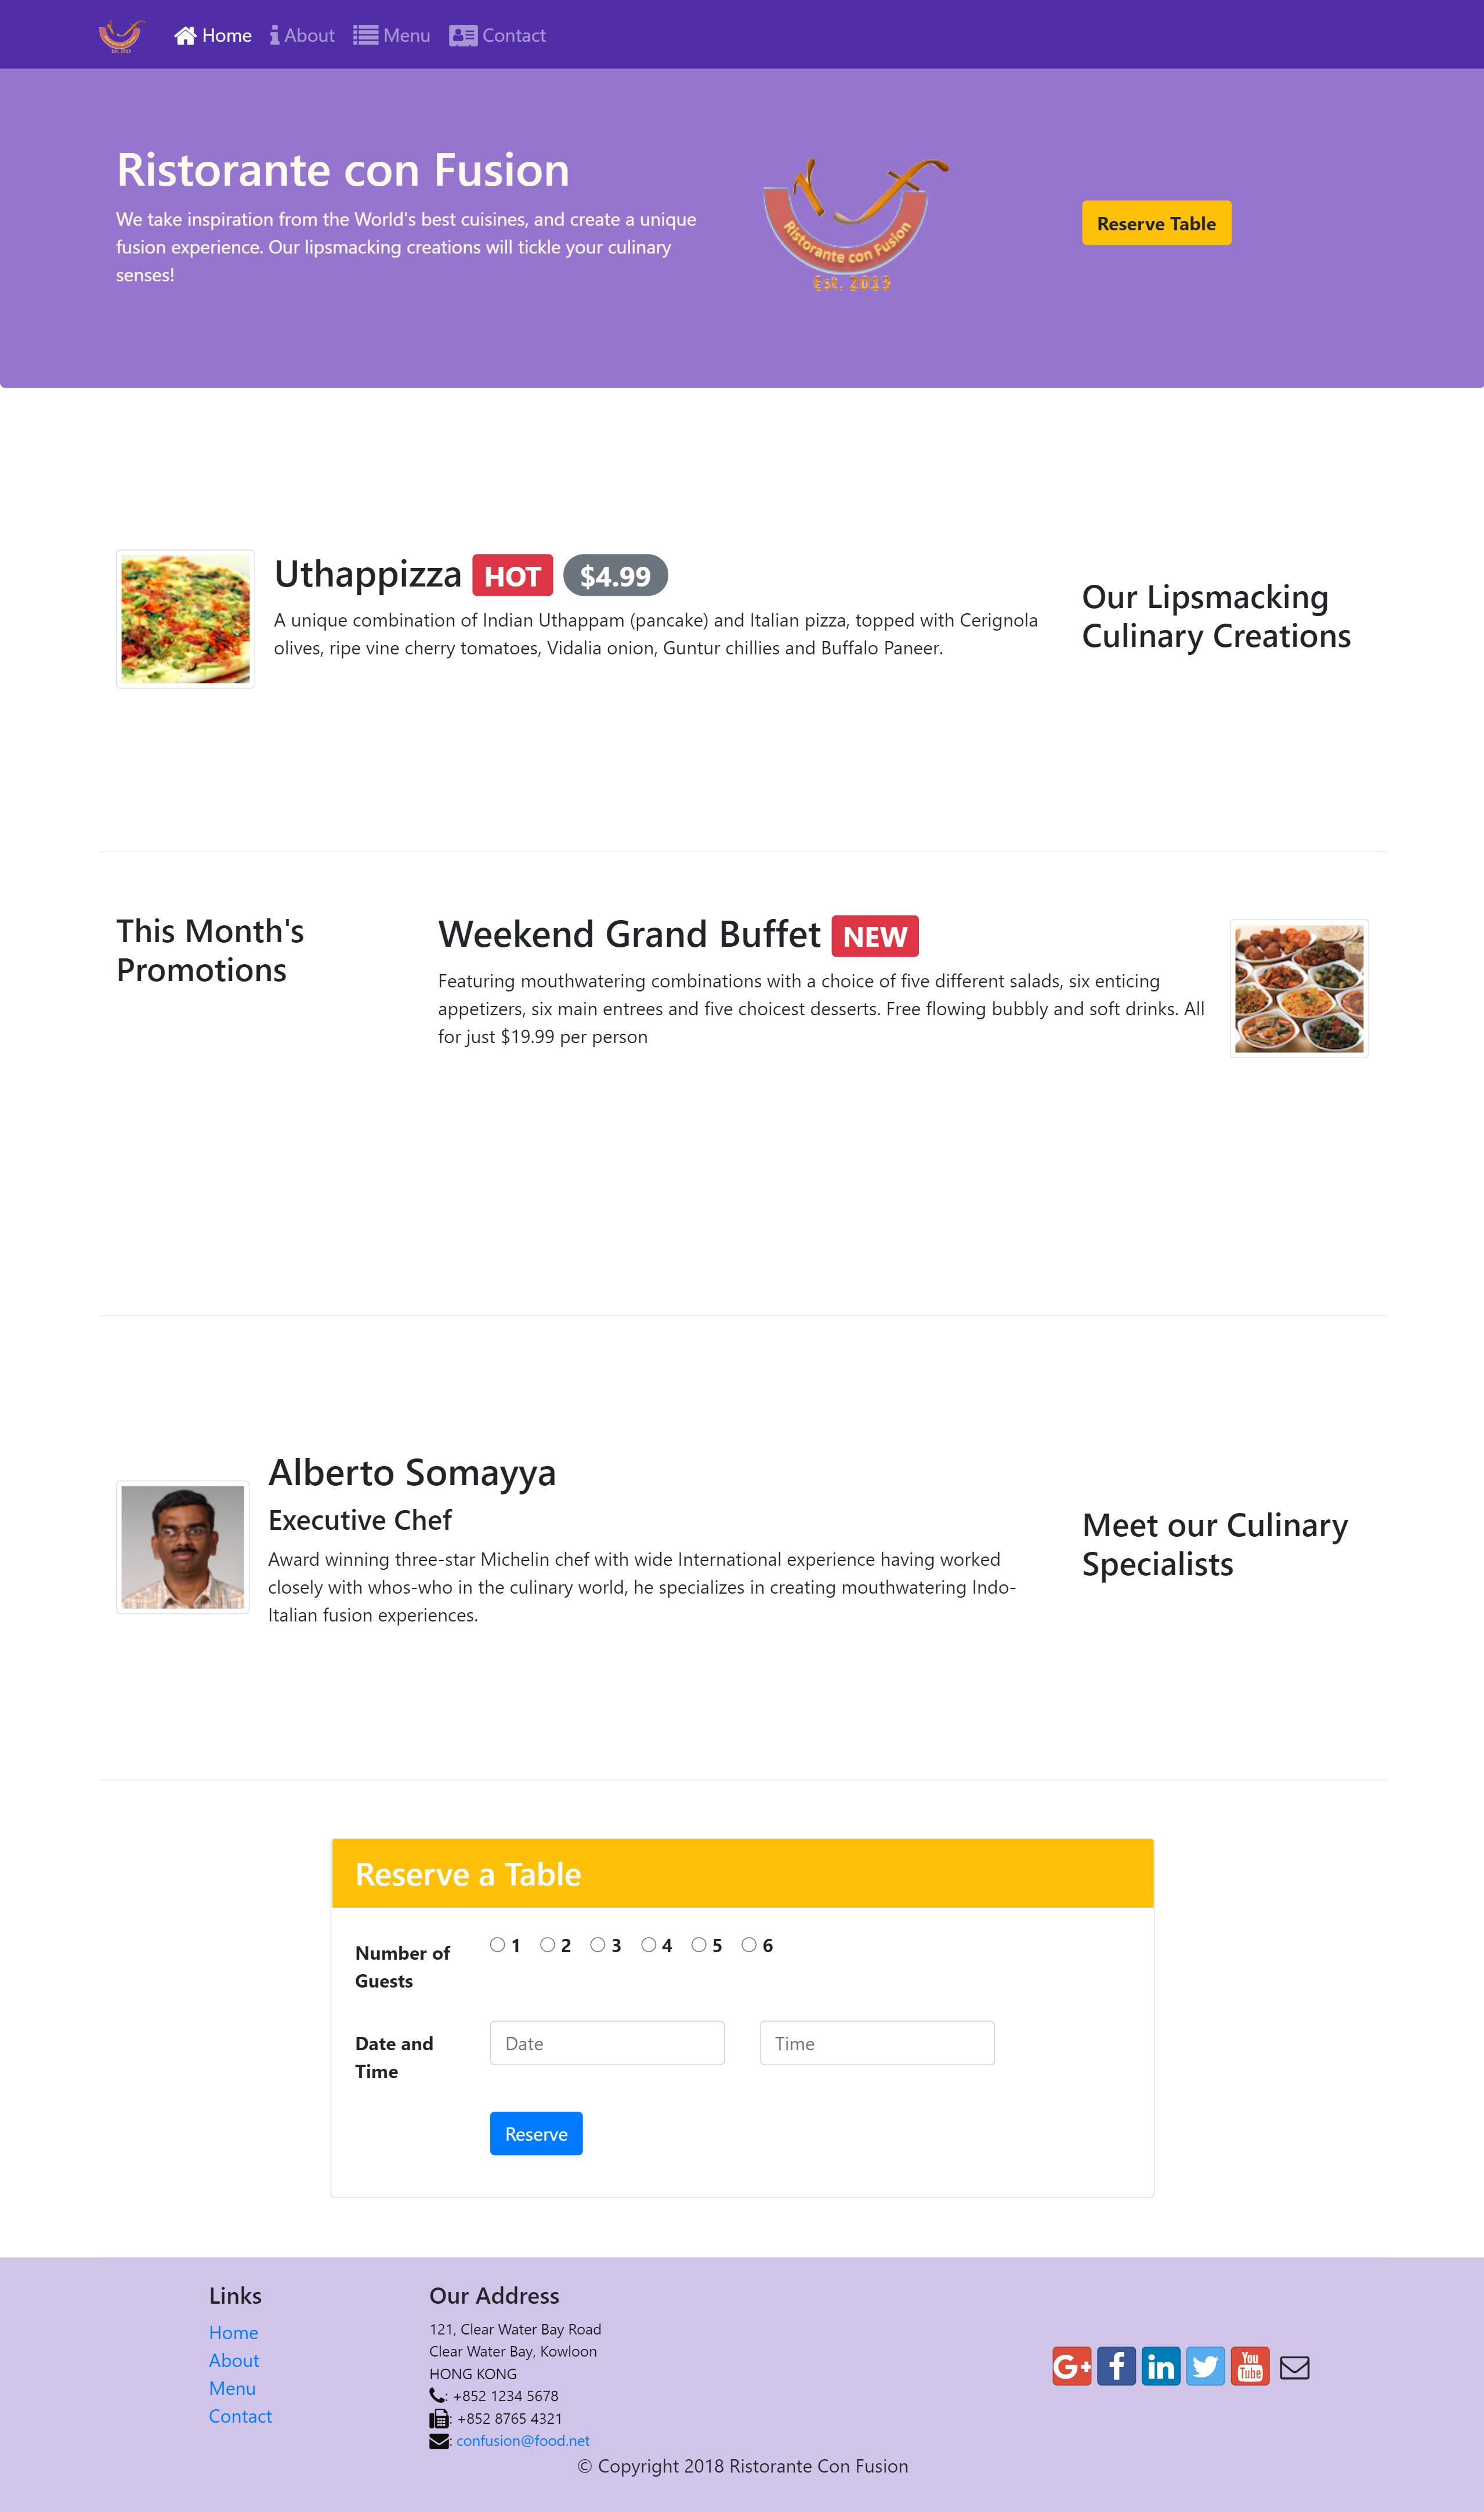 Home About Menu Contact
Ristorante con Fusion
We take inspiration from the World's best cuisines, and create a unique
fusion experience. Our lipsmacking creations will tickle your culinary
senses!
Ristorante con Fusion
Est. 2013
Reserve Table
Uthappizza HOT $4.99
A unique combination of Indian Uthappam (pancake) and Italian pizza, topped with Cerignola
olives, ripe vine cherry tomatoes, Vidalia onion, Guntur chillies and Buffalo Paneer.
Our Lipsmacking
Culinary Creations
This Month's
Promotions
Weekend Grand Buffet NEW
Featuring mouthwatering combinations with a choice of five different salads, six enticing
appetizers, six main entrees and five choicest desserts. Free flowing bubbly and soft drinks. All
for just $19.99 per person
Alberto Somayya
Executive Chef
Award winning three-star Michelin chef with wide International experience having worked
closely with whos-who in the culinary world, he specializes in creating mouthwatering Indo-
Italian fusion experiences.
Meet our Culinary
Specialists
Reserve a Table
Number of
Guests
1 2 3 4 5 6
Date and
Time
Date
Time
Reserve
Links
Home
About
Menu
Contact
Our Address
121, Clear Water Bay Road
Clear Water Bay, Kowloon
HONG KONG
: +852 1234 5678
: +852 8765 4321
: confusion@food.net
G+ f in You Tube
© Copyright 2018 Ristorante Con Fusion